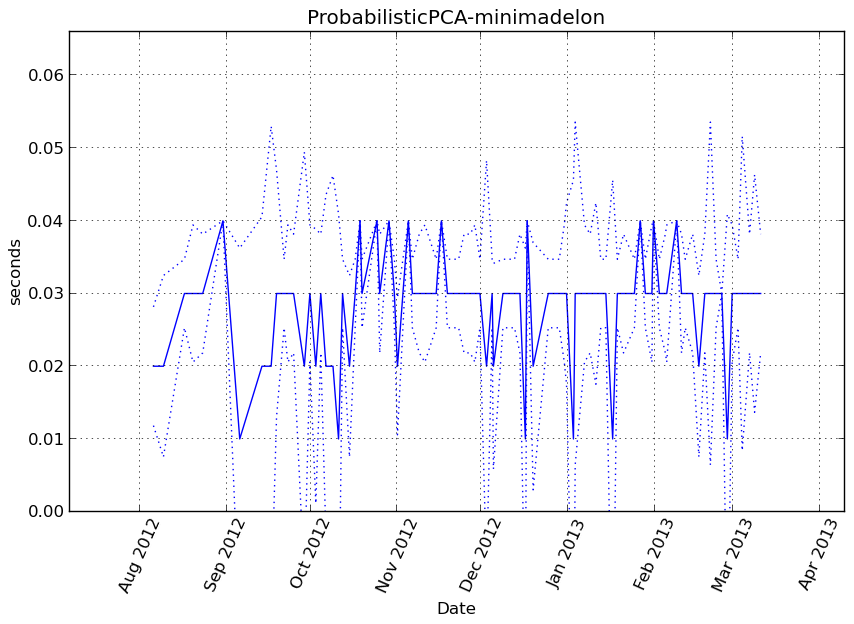 ProbabilisticPCA-minimadelon
0.06
0.05
0.04
0.03
0.02
0.01
0.00
seconds
Aug 2012
Sep 2012
Oct 2012
Nov 2012
Dec 2012
Jan 2013
Feb 2013
Mar 2013
Apr 2013
Date